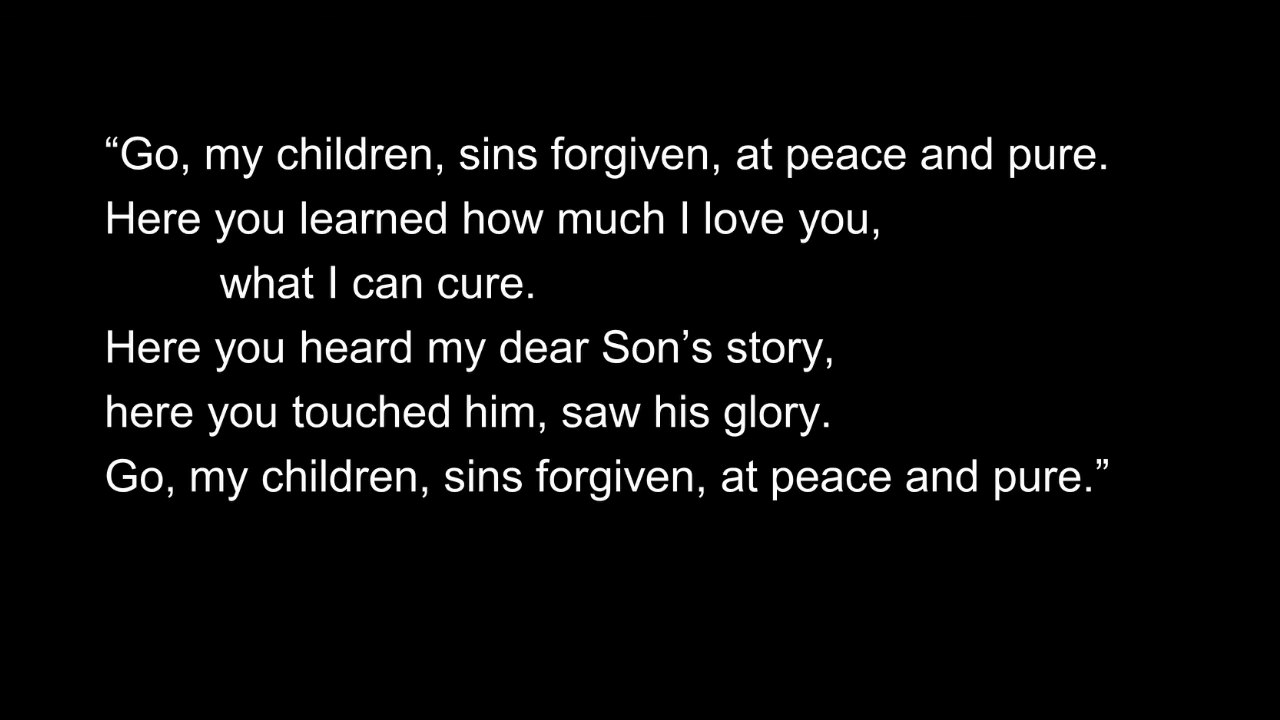 “Go, my children, sins forgiven, at peace and pure.
Here you learned how much I love you,
what I can cure.
Here you heard my dear Son’s story,
here you touched him, saw his glory.
Go, my children, sins forgiven, at peace and pure.”